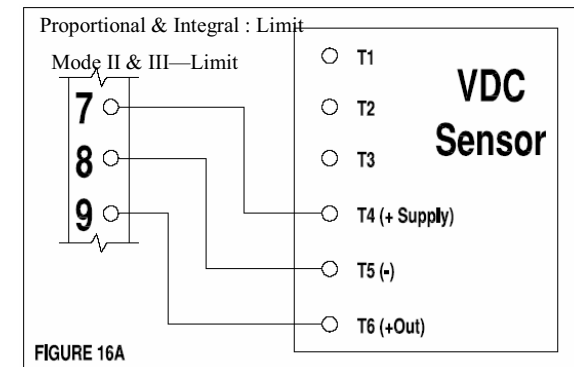 Proportional & Integral : Limit
Mode II & III—Limit
7
8
9
T1
T2
T3
T4 (+ Supply)
T5 (-)
T6 (+Out)
VDC
Sensor
FIGURE 16A